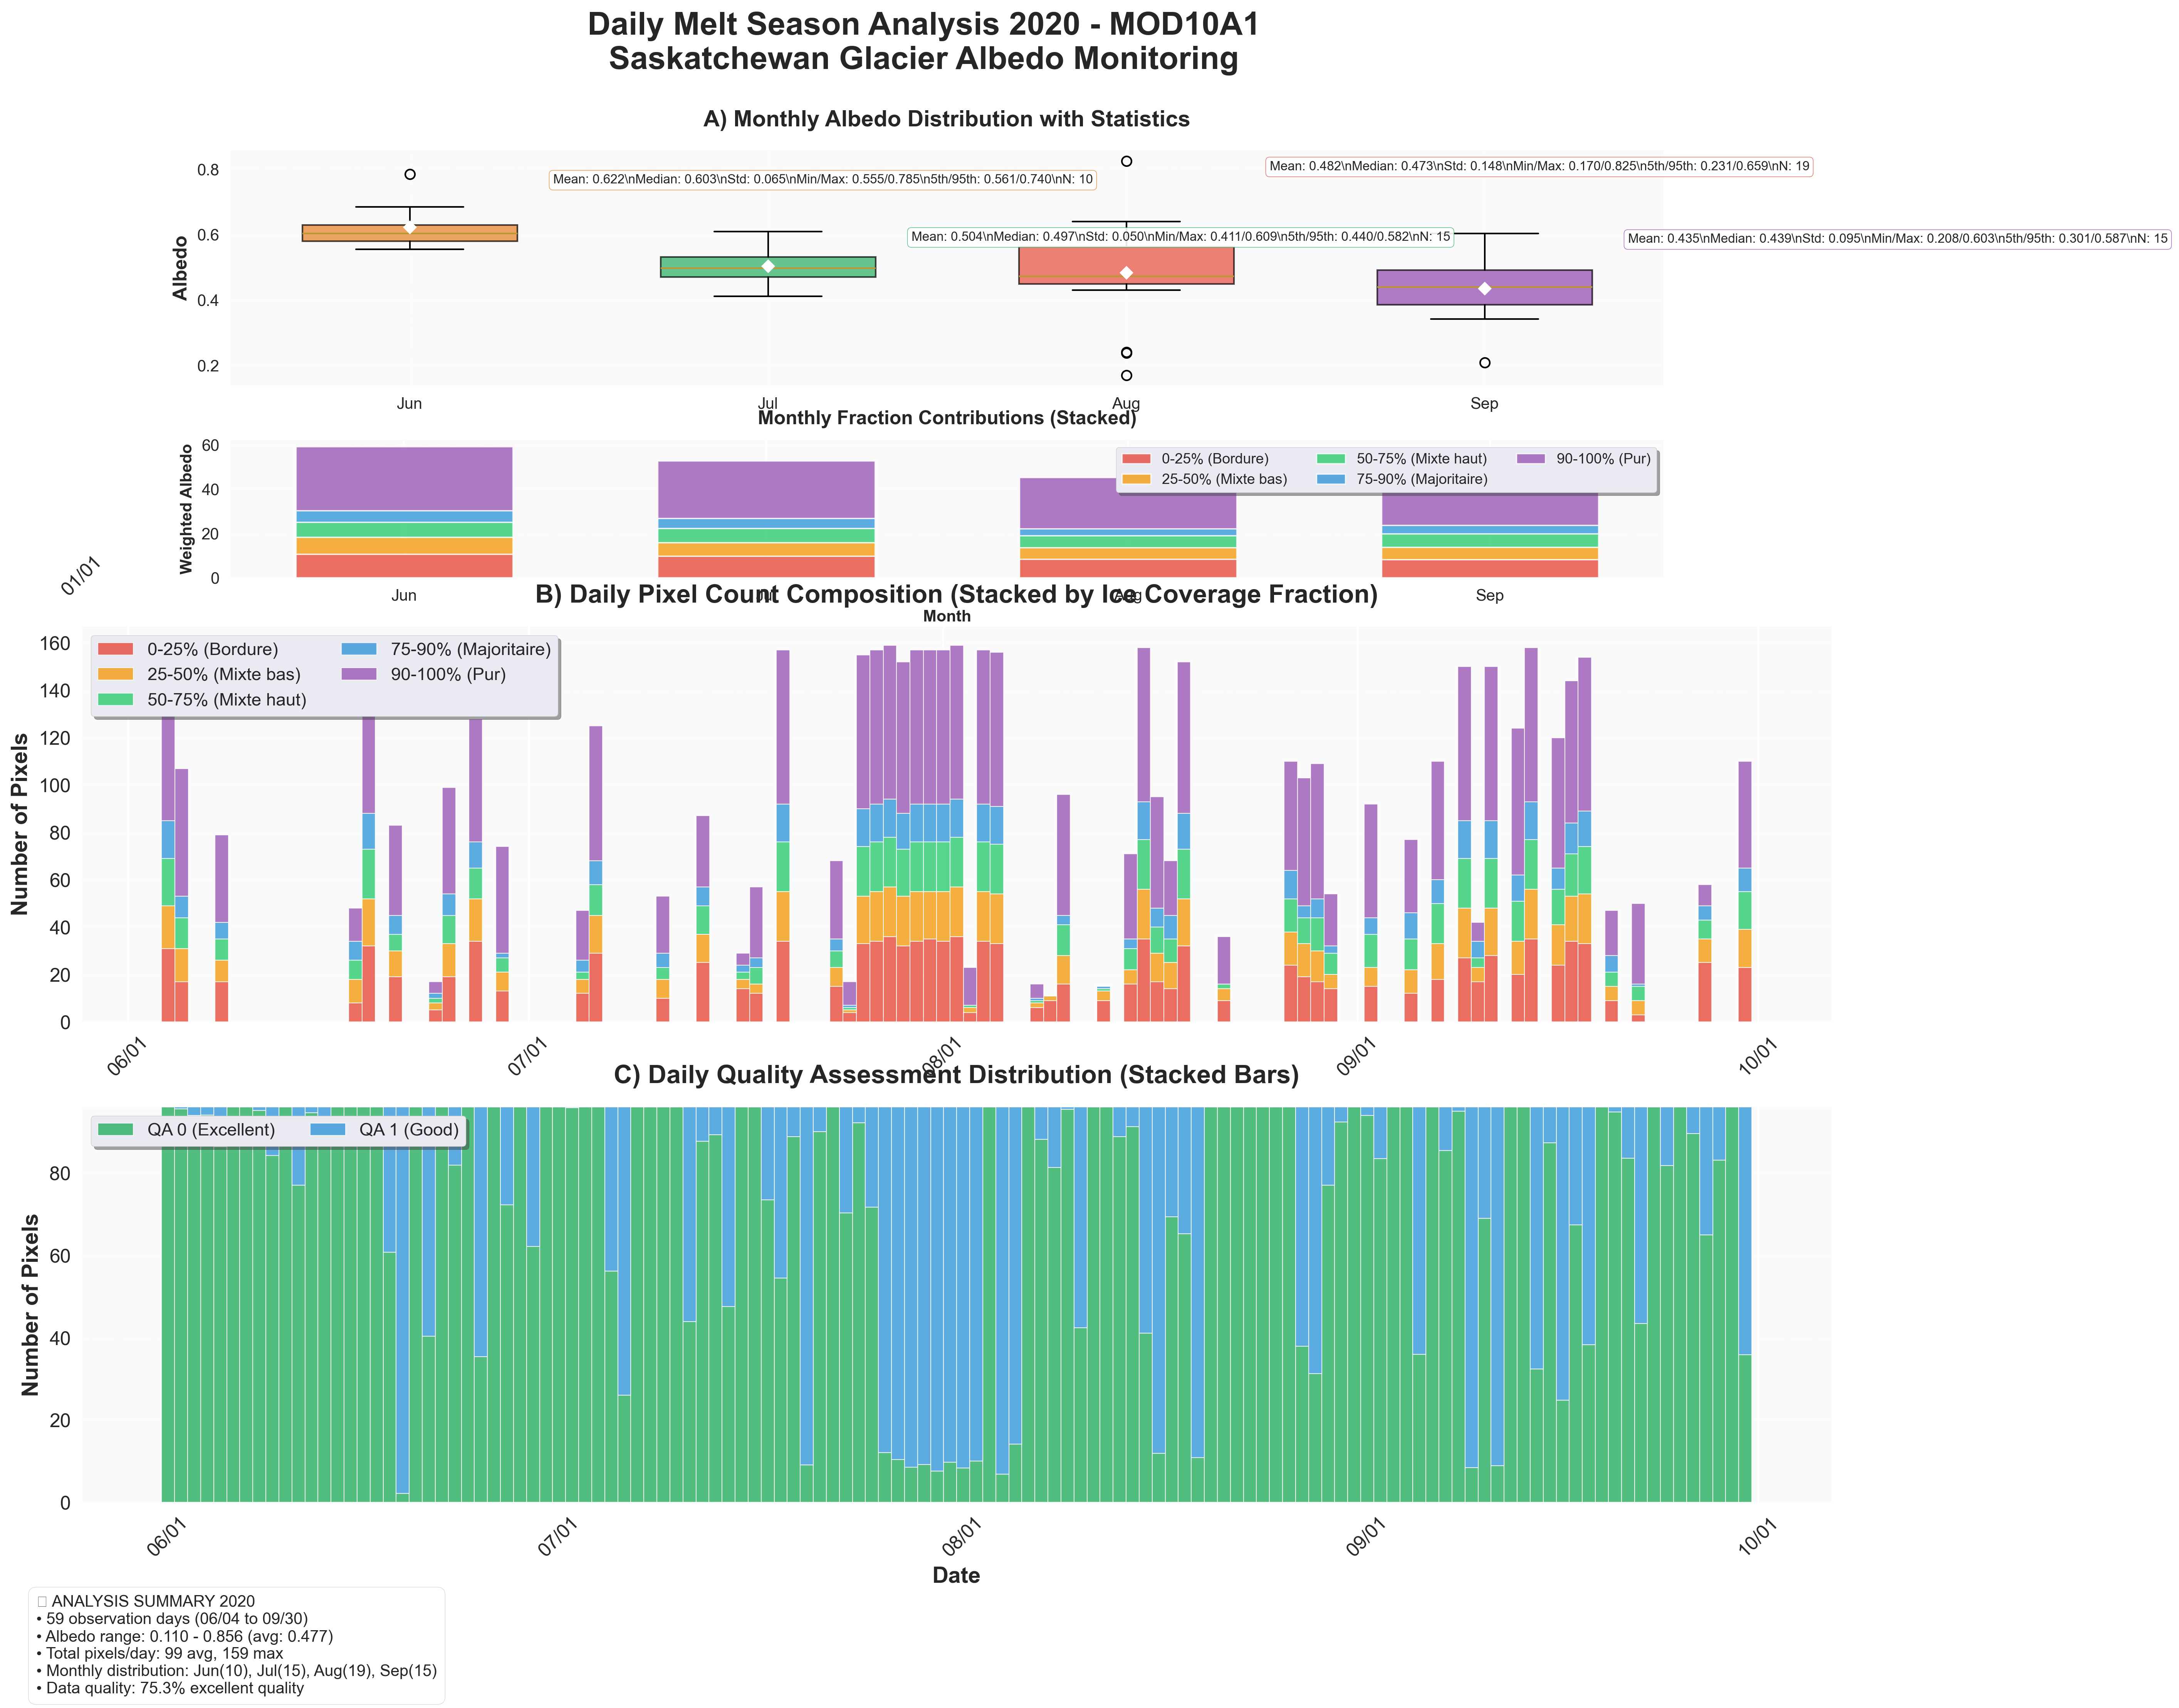 Daily Melt Season Analysis 2020 - MOD10A1
Saskatchewan Glacier Albedo Monitoring
A) Monthly Albedo Distribution with Statistics
Albedo
0.8
0.6
0.4
0.2
Mean: 0.622\nMedian: 0.603\nStd: 0.065\nMin/Max: 0.555/0.785\n5th/95th: 0.561/0.740\nN: 10
Mean: 0.504\nMedian: 0.497\nStd: 0.050\nMin/Max: 0.411/0.609\n5th/95th: 0.440/0.582\nN: 15
Mean: 0.482\nMedian: 0.473\nStd: 0.148\nMin/Max: 0.170/0.825\n5th/95th: 0.231/0.659\nN: 19
Mean: 0.435\nMedian: 0.439\nStd: 0.095\nMin/Max: 0.208/0.603\n5th/95th: 0.301/0.587\nN: 15
Jun
Jul
Aug
Sep
Monthly Fraction Contributions (Stacked)
Weighted Albedo
60
40
20
0
0-25% (Bordure)
25-50% (Mixte bas)
50-75% (Mixte haut)
75-90% (Majoritaire)
90-100% (Pur)
Jun
Jul
Aug
Sep
Month
01/01
B) Daily Pixel Count Composition (Stacked by Ice Coverage Fraction)
Number of Pixels
160
140
120
100
80
60
40
20
0
0-25% (Bordure)
25-50% (Mixte bas)
50-75% (Mixte haut)
75-90% (Majoritaire)
90-100% (Pur)
06/01
07/01
08/01
09/01
10/01
C) Daily Quality Assessment Distribution (Stacked Bars)
Number of Pixels
80
60
40
20
0
QA 0 (Excellent)
QA 1 (Good)
06/01
07/01
08/01
09/01
10/01
Date
ANALYSIS SUMMARY 2020
• 59 observation days (06/04 to 09/30)
• Albedo range: 0.110 - 0.856 (avg: 0.477)
• Total pixels/day: 99 avg, 159 max
• Monthly distribution: Jun(10), Jul(15), Aug(19), Sep(15)
• Data quality: 75.3% excellent quality